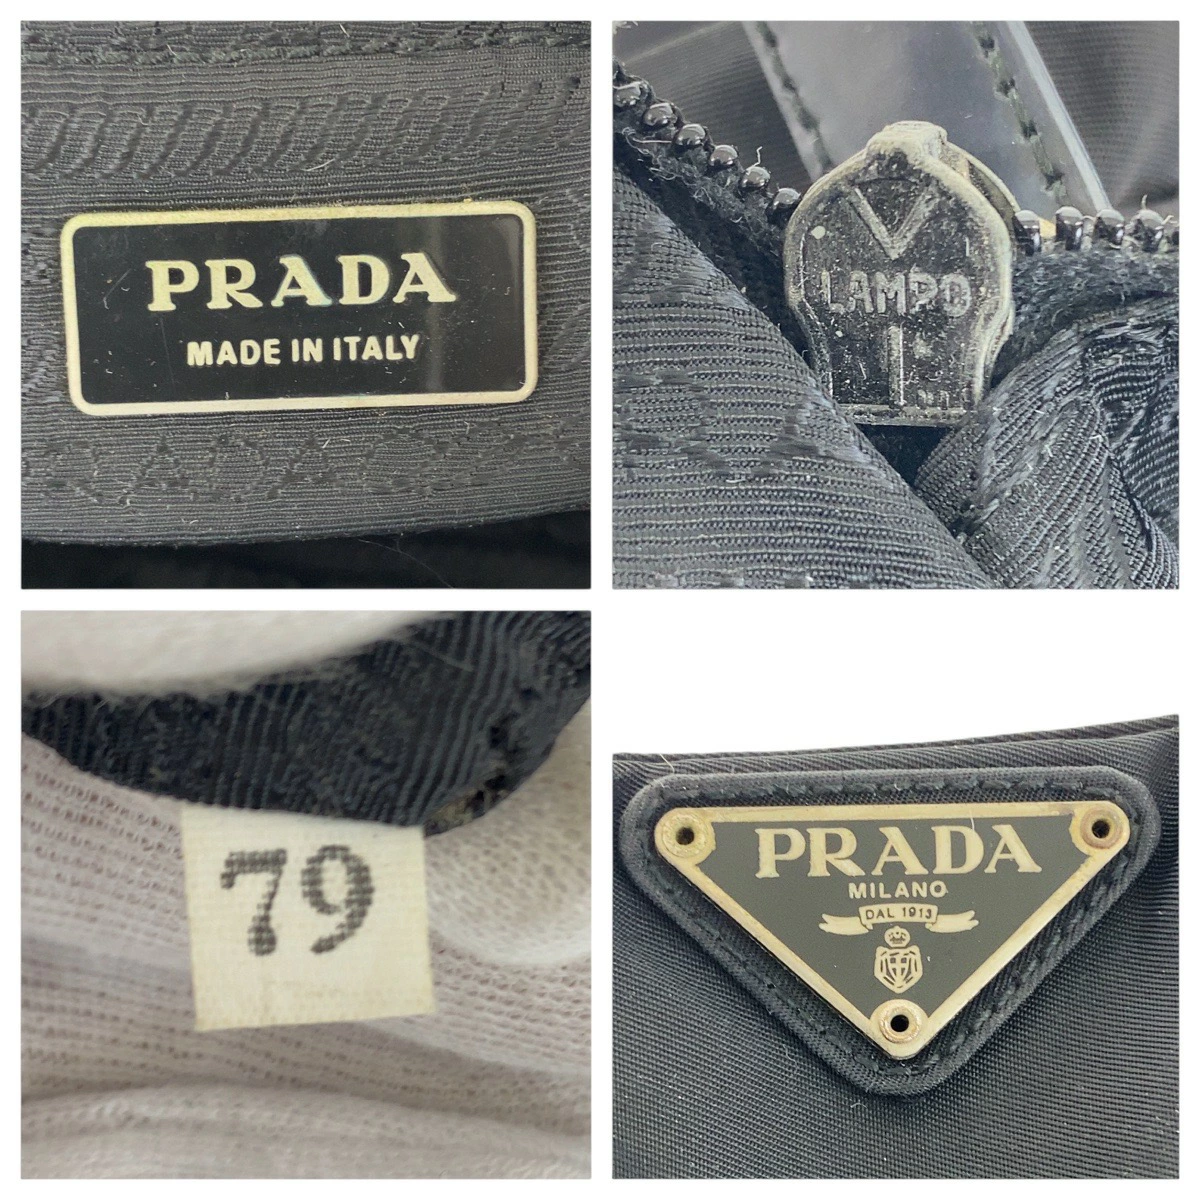 PRADA
MADE IN ITALY
LAMPO
79
PRADA
MILANO
DAL 1913